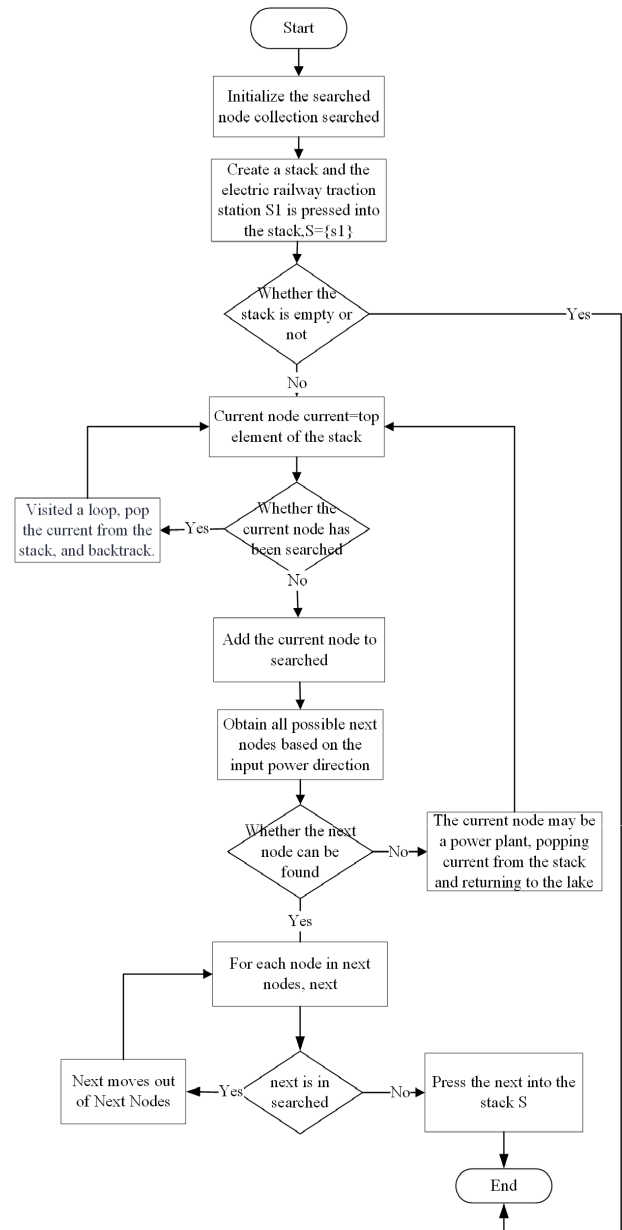 Start
Initialize the searched
node collection searched
Create a stack and the
electric railway traction
station S1 is pressed into
the stack,S={s1}
Whether the
stack is empty or
not
Yes
No
Current node current=top
element of the stack
Visited a loop, pop
the current from the
stack, and backtrack.
Yes
Whether the
current node has
been searched
No
Add the current node to
searched
Obtain all possible next
nodes based on the
input power direction
Whether the next
node can be
found
No
The current node may be
a power plant, popping
current from the stack
and returning to the lake
Yes
For each node in next
nodes, next
Next moves out
of Next Nodes
Yes
next is in
searched
No
Press the next into the
stack S
End